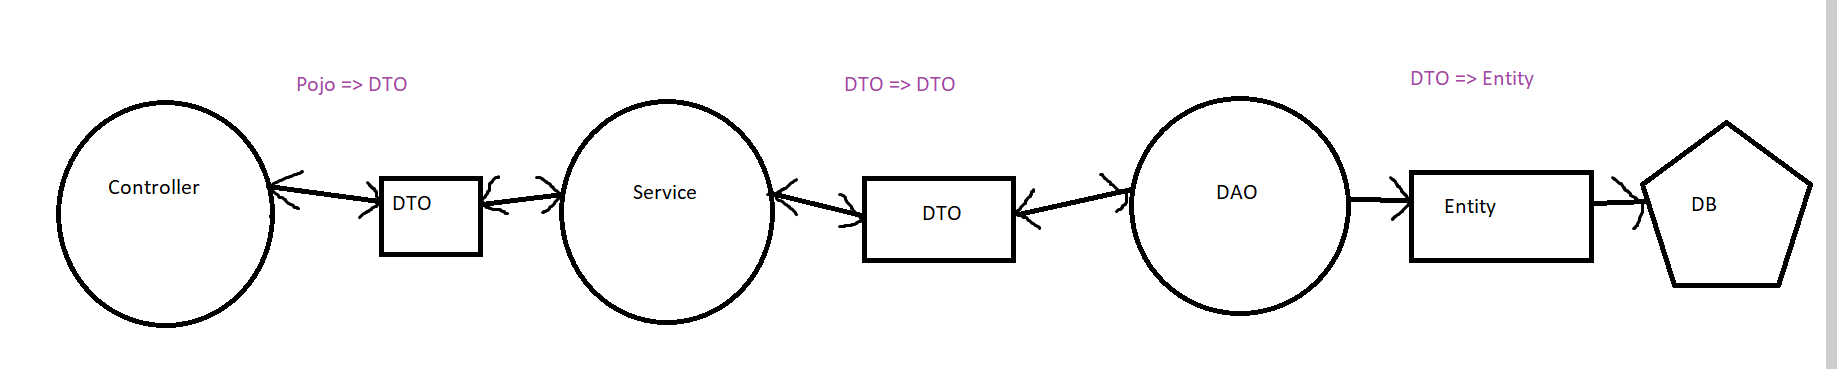 Pojo => DTO
DTO => DTO
DTO => Entity
Controller
DTO
Service
DTO
DAO
Entity
DB